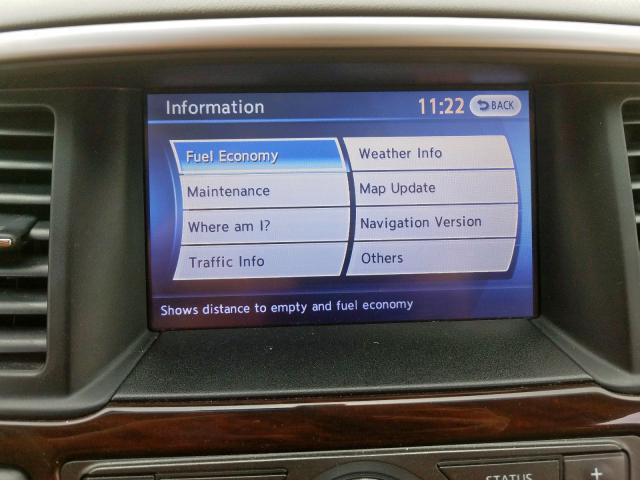 Information 11:22 BACK
Fuel Economy
Maintenance
Where am I?
Traffic Info
Weather Info
Map Update
Navigation Version
Others
Shows distance to empty and fuel economy
STATUS +